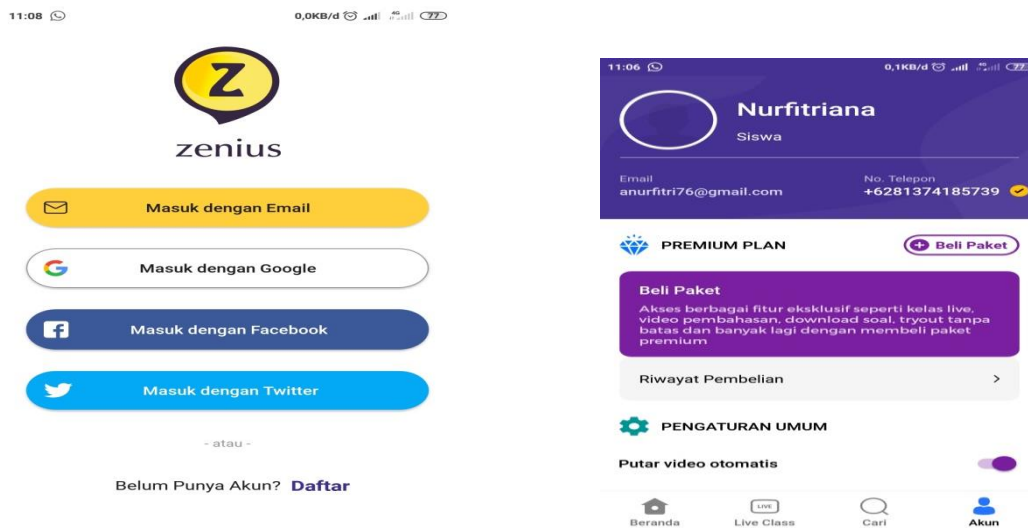 11:08
0,0KB/d 4G 77
Z
zenius
Masuk dengan Email
Masuk dengan Google
Masuk dengan Facebook
Masuk dengan Twitter
- atau -
Belum Punya Akun? Daftar
11:06
0,1KB/d 4G 77
Nurfitriana
Siswa
Email
No. Telepon
anurfitri76@gmail.com
+6281374185739
PREMIUM PLAN
Beli Paket
Beli Paket
Akses berbagai fitur eksklusif seperti kelas live,
video pembahasan, download soal, tryout tanpa
batas dan banyak lagi dengan membeli paket
premium
Riwayat Pembelian
PENGATURAN UMUM
Putar video otomatis
LIVE
Beranda
Live Class
Cari
Akun